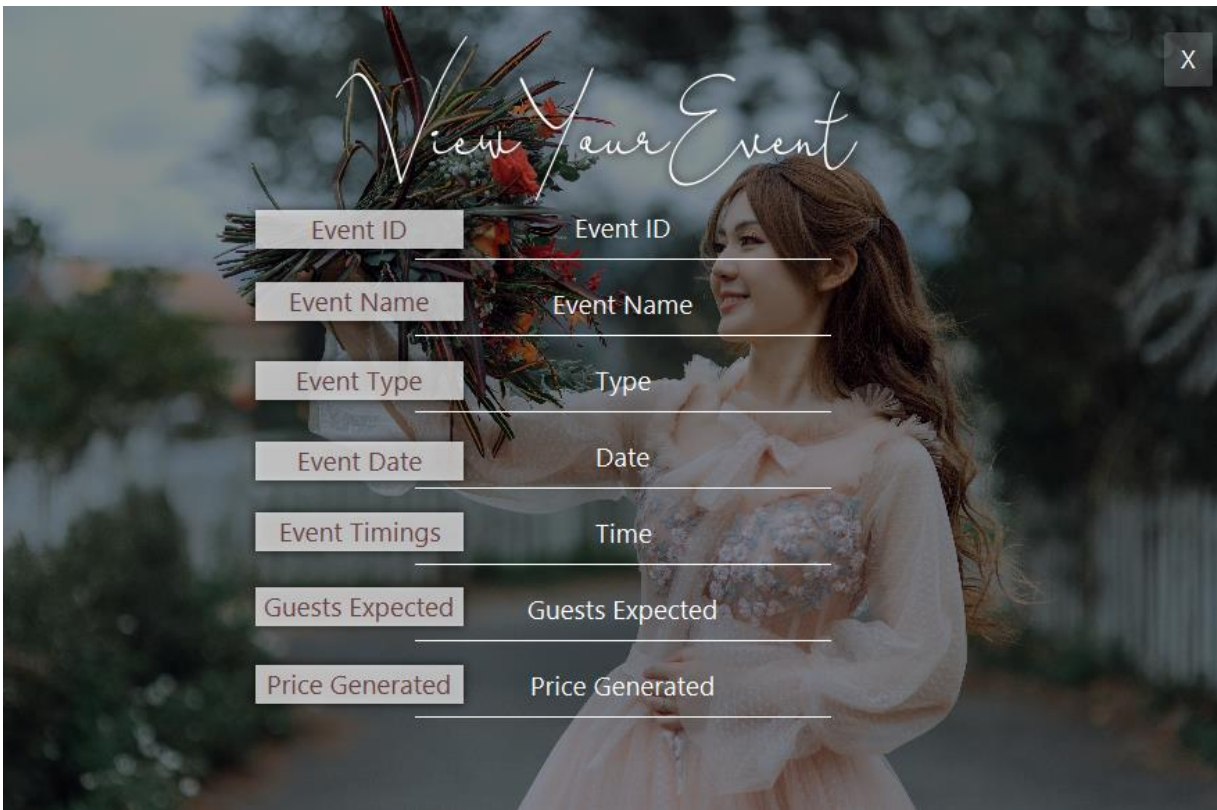 X
View Your Event
Event ID Event ID
Event Name Event Name
Event Type Type
Event Date Date
Event Timings Time
Guests Expected Guests Expected
Price Generated Price Generated